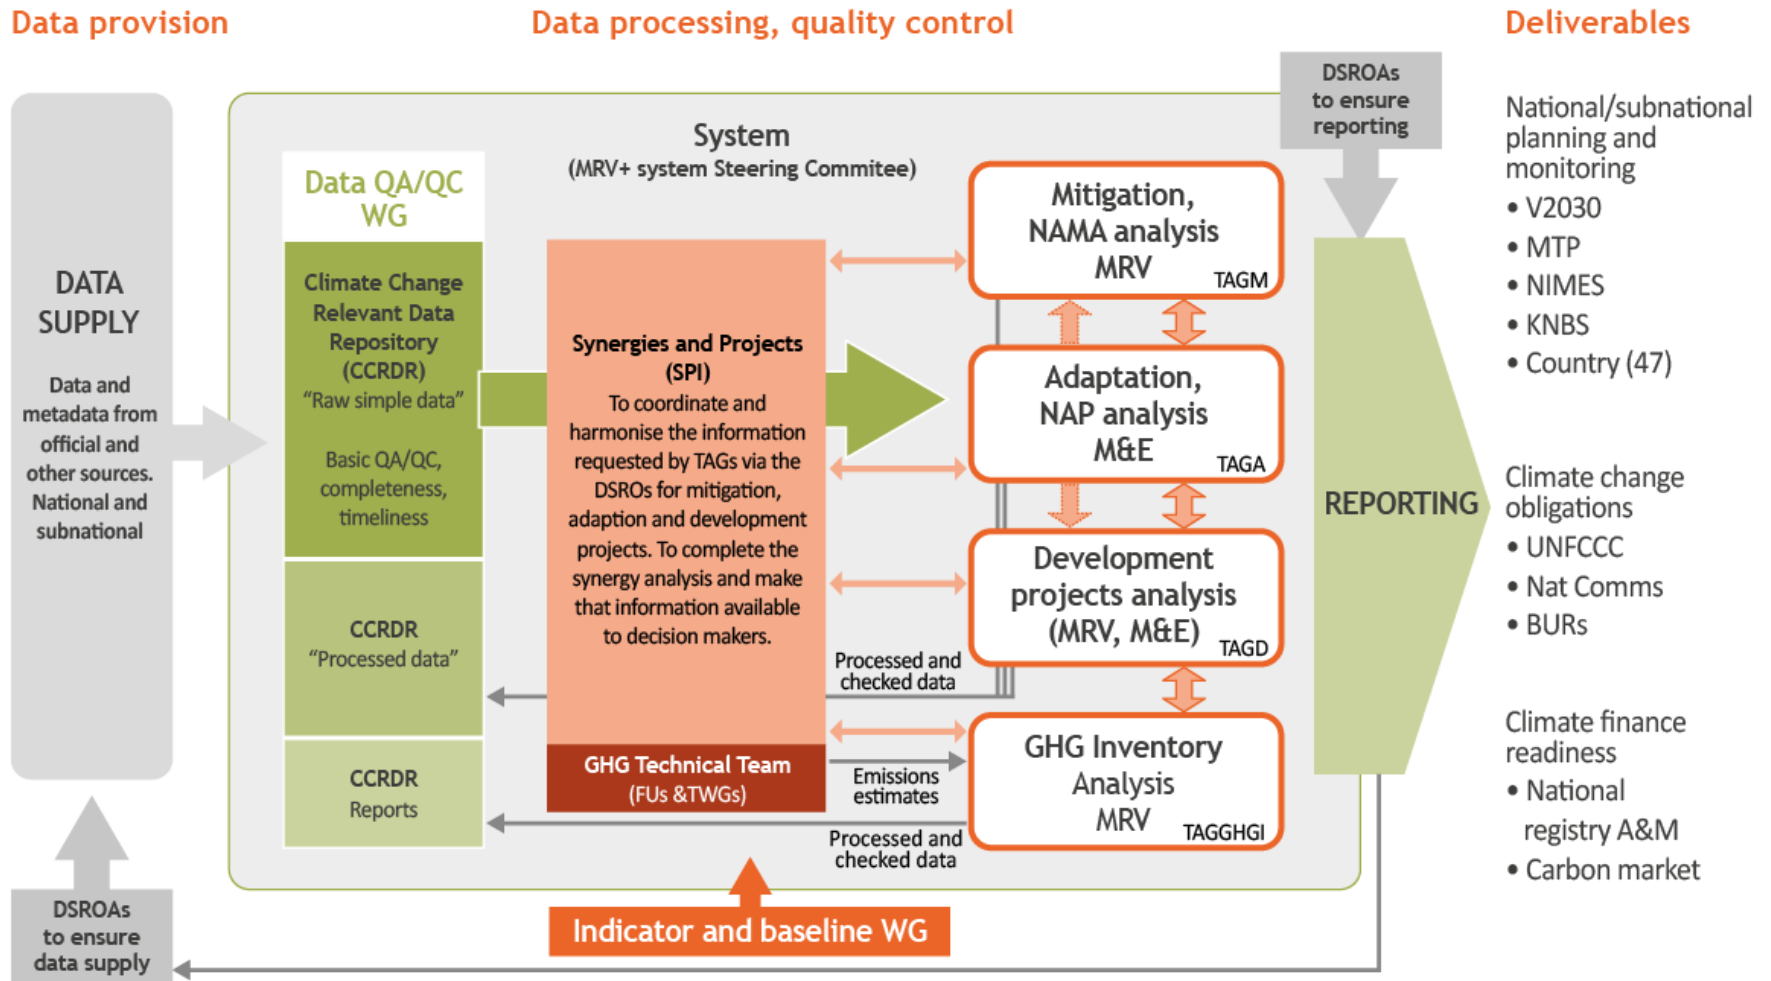 Data provision
Data processing, quality control
Deliverables
DATA
SUPPLY
Data and
metadata from
official and
other sources.
National and
subnational
DSROAs
to ensure
data supply
System
(MRV+ system Steering Commitee)
Data QA/QC
WG
Climate Change
Relevant Data
Repository
(CCRDR)
“Raw simple data”
Basic QA/QC,
completeness,
timeliness
CCRDR
“Processed data”
CCRDR
Reports
Synergies and Projects
(SPI)
To coordinate and
harmonise the information
requested by TAGs via the
DSROs for mitigation,
adaption and development
projects. To complete the
synergy analysis and make
that information available
to decision makers.
GHG Technical Team
(FUs &TWGs)
Processed and
checked data
Emissions
estimates
Processed and
checked data
Indicator and baseline WG
Mitigation,
NAMA analysis
MRV
TAGM
Adaptation,
NAP analysis
M&E
TAGA
Development
projects analysis
(MRV, M&E)
TAGD
GHG Inventory
Analysis
MRV
TAGGHGI
DSROAs
to ensure
reporting
REPORTING
National/subnational
planning and
monitoring
• V2030
• MTP
• NIMES
• KNBS
• Country (47)
Climate change
obligations
• UNFCCC
• Nat Comms
• BURs
Climate finance
readiness
• National
registry A&M
• Carbon market